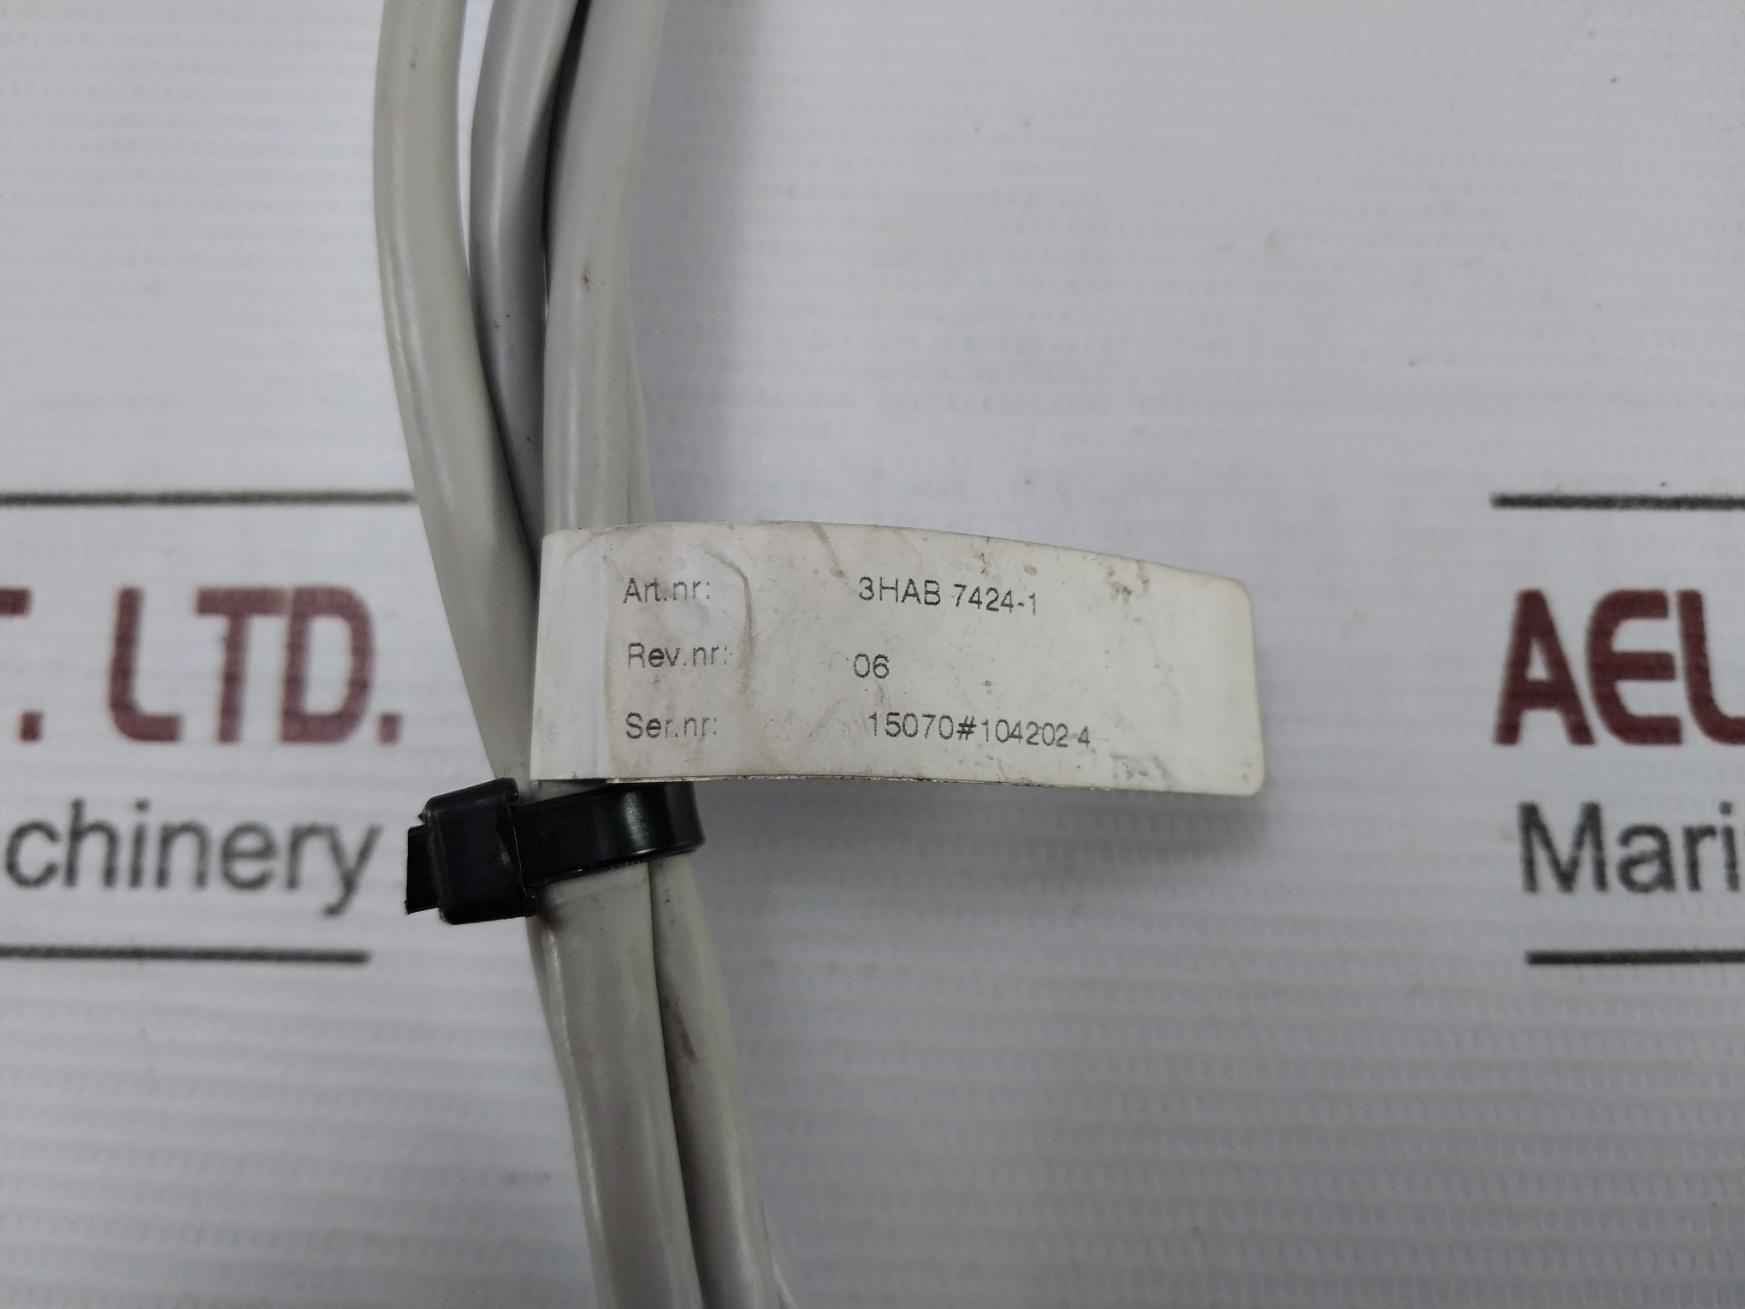 Art.nr: 3HAB 7424-1
Rev.nr: 06
Ser.nr: 15070#104202-4
T. LTD.
chinery
AEL
Mari